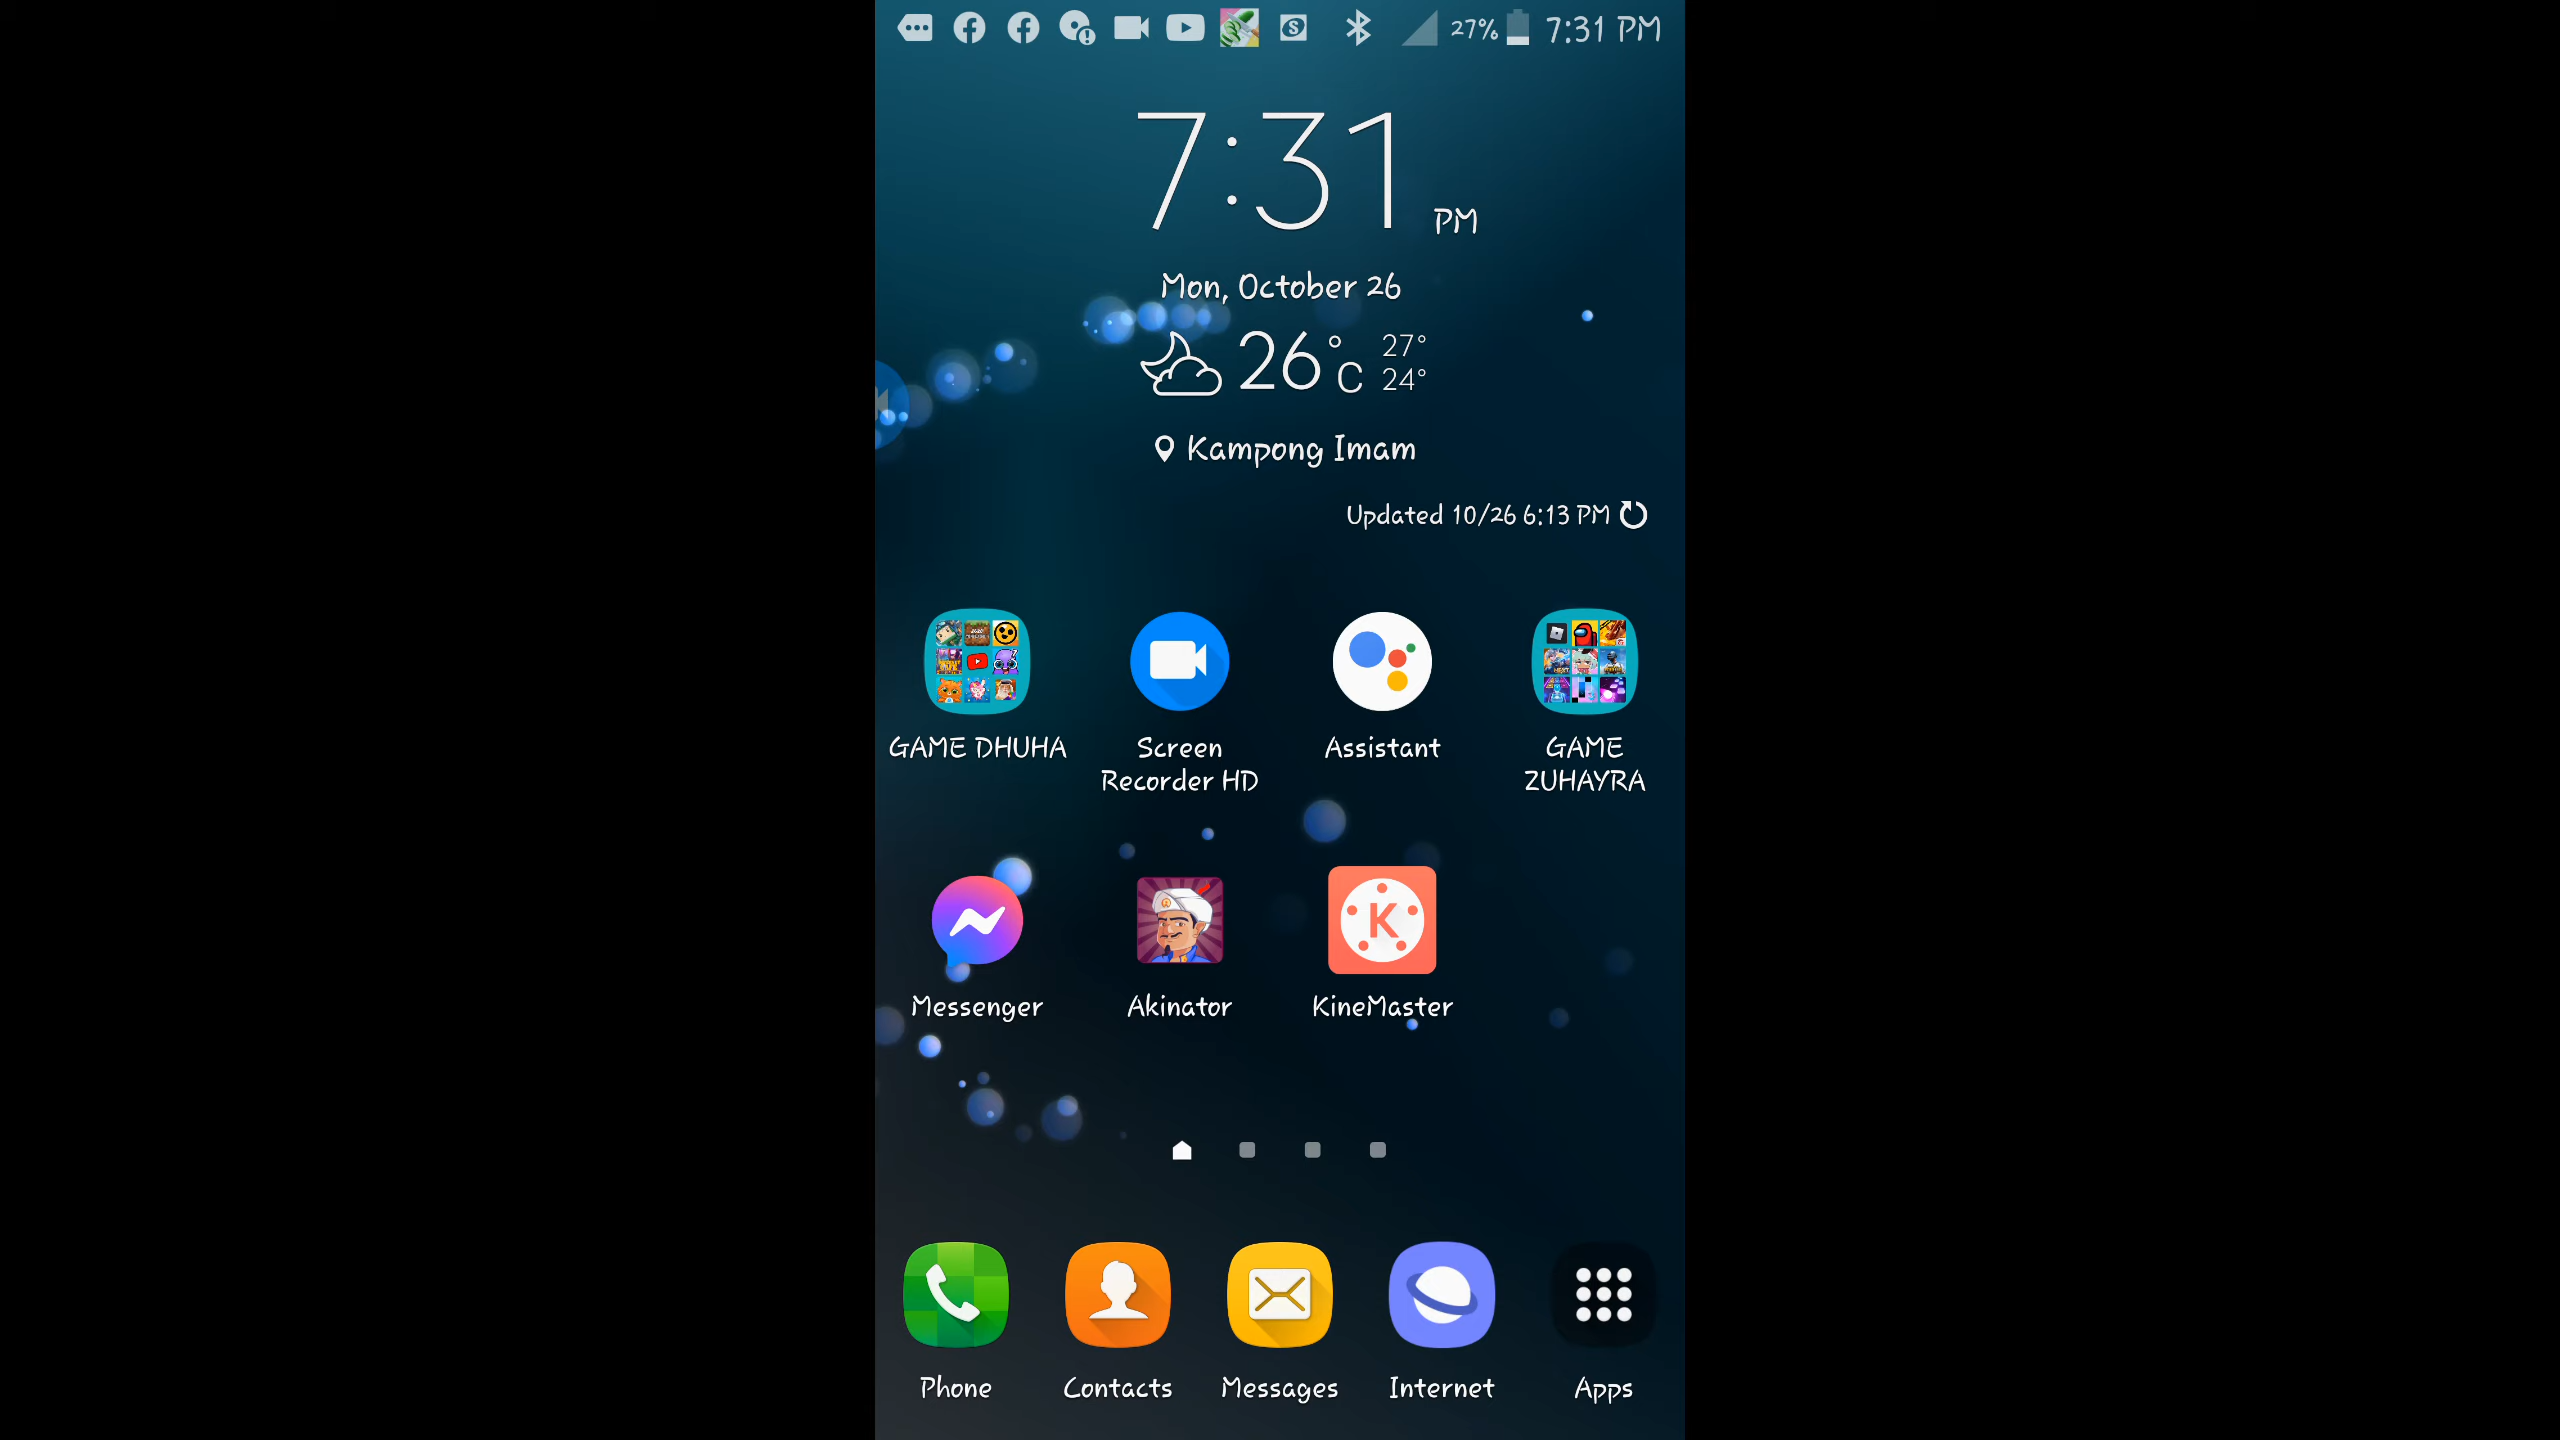 27% 7:31 PM
7:31 PM
Mon, October 26
26°C 27° 24°
Kampong Imam
Updated 10/26 6:13 PM
GAME DHUHA
Screen Recorder HD
Assistant
GAME ZUHAYRA
Messenger
Akinator
KineMaster
Phone
Contacts
Messages
Internet
Apps